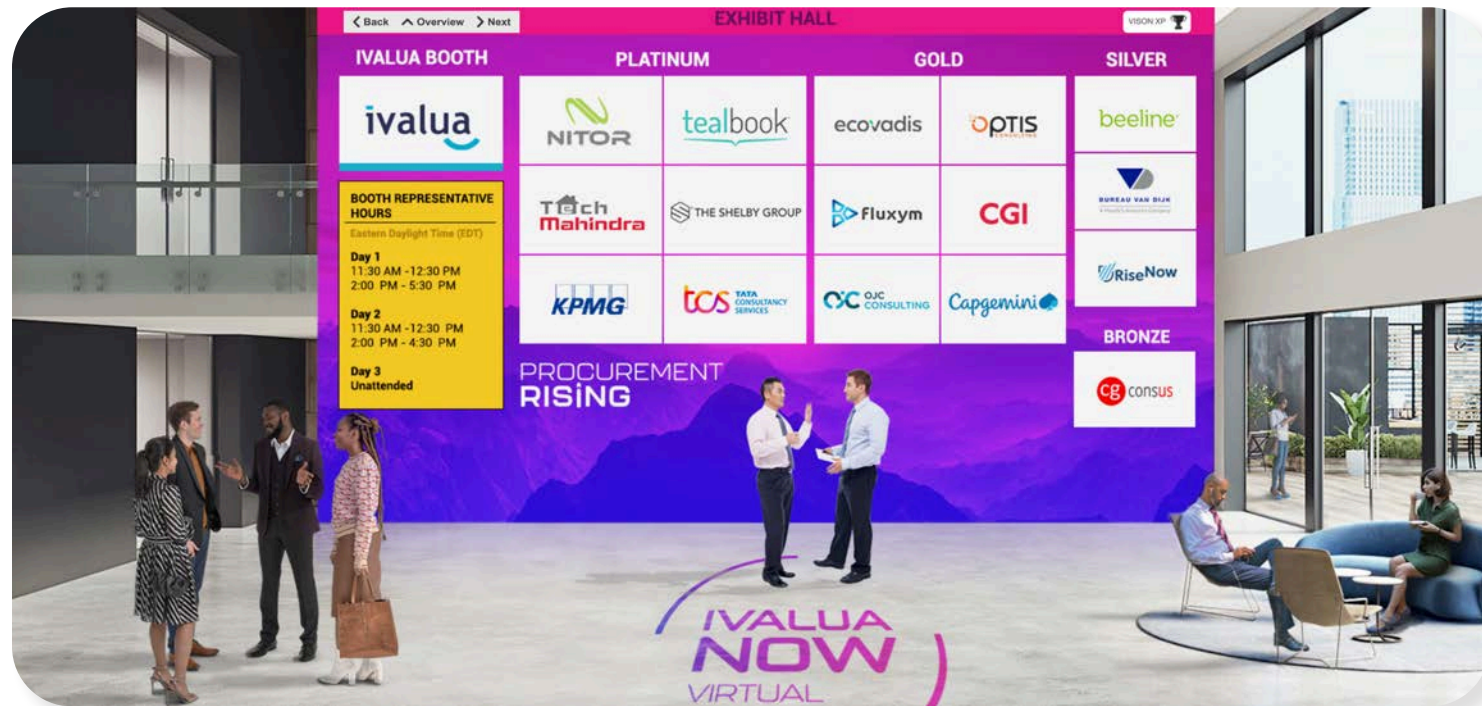 Back Overview Next
EXHIBIT HALL
VISON XP
IVALUA BOOTH
ivalua
BOOTH REPRESENTATIVE
HOURS
Eastern Daylight Time (EDT)
Day 1
11:30 AM -12:30 PM
2:00 PM - 5:30 PM
Day 2
11:30 AM -12:30 PM
2:00 PM - 4:30 PM
Day 3
Unattended
PLATINUM
NITOR
tealbook
Tech
Mahindra
THE SHELBY GROUP
KPMG
tcs TATA
CONSULTANCY
SERVICES
GOLD
ecovadis
OPTIS
CONSULTING
Fluxym
CGI
OJC
CONSULTING
Capgemini
SILVER
beeline
BUREAU VAN DIJK
RiseNow
BRONZE
cg consus
PROCUREMENT
RISiNG
IVALUA
NOW
VIRTUAL